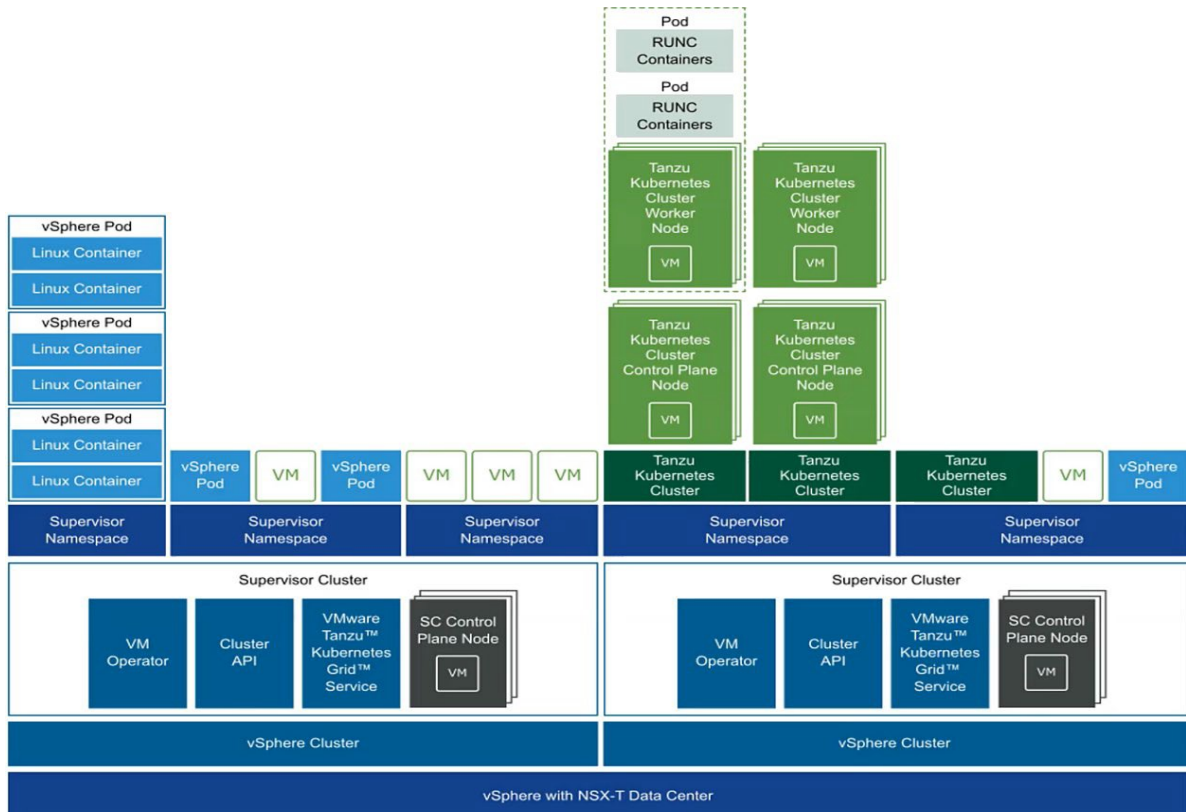 Pod
RUNC
Containers
Pod
RUNC
Containers
Tanzu
Kubernetes
Cluster
Worker
Node
VM
Tanzu
Kubernetes
Cluster
Worker
Node
VM
vSphere Pod
Linux Container
Linux Container
vSphere Pod
Linux Container
Linux Container
vSphere Pod
Linux Container
Linux Container
Tanzu
Kubernetes
Cluster
Control Plane
Node
VM
Tanzu
Kubernetes
Cluster
Control Plane
Node
VM
vSphere
Pod
VM
vSphere
Pod
VM
VM
VM
Tanzu
Kubernetes
Cluster
Tanzu
Kubernetes
Cluster
Tanzu
Kubernetes
Cluster
VM
vSphere
Pod
Supervisor
Namespace
Supervisor
Namespace
Supervisor
Namespace
Supervisor
Namespace
Supervisor
Namespace
Supervisor Cluster
VM
Operator
Cluster
API
VMware
Tanzu™
Kubernetes
Grid™
Service
SC Control
Plane Node
VM
Supervisor Cluster
VM
Operator
Cluster
API
VMware
Tanzu™
Kubernetes
Grid™
Service
SC Control
Plane Node
VM
vSphere Cluster
vSphere Cluster
vSphere with NSX-T Data Center